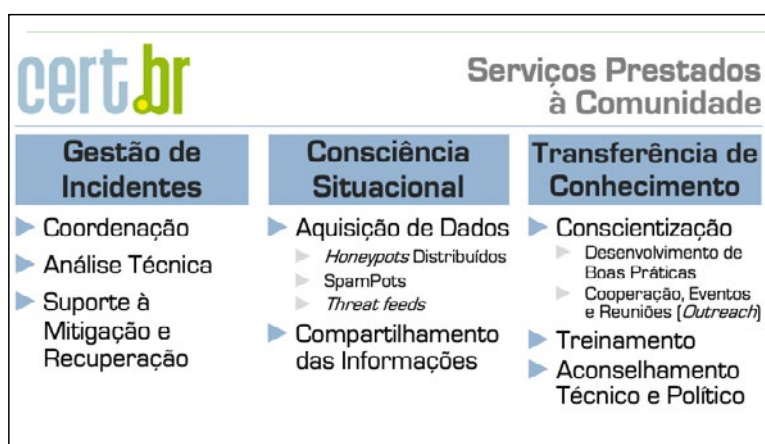 cert.br
Serviços Prestados
à Comunidade
Gestão de
Incidentes
Coordenação
Análise Técnica
Suporte à
Mitigação e
Recuperação
Consciência
Situacional
Aquisição de Dados
Honeypots Distribuídos
SpamPots
Threat feeds
Compartilhamento
das Informações
Transferência de
Conhecimento
Conscientização
Desenvolvimento de
Boas Práticas
Cooperação, Eventos
e Reuniões (Outreach)
Treinamento
Aconselhamento
Técnico e Político